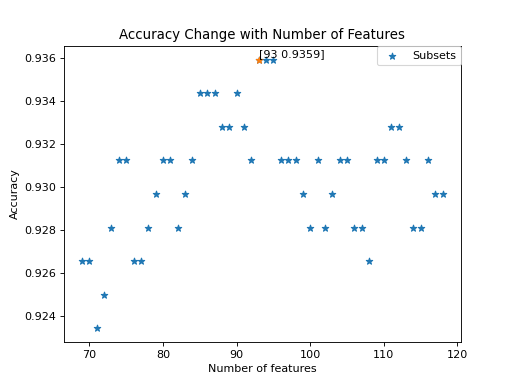 Accuracy Change with Number of Features
[93 0.9359]
Subsets
0.936
0.934
0.932
0.930
0.928
0.926
0.924
Accuracy
70 80 90 100 110 120
Number of features